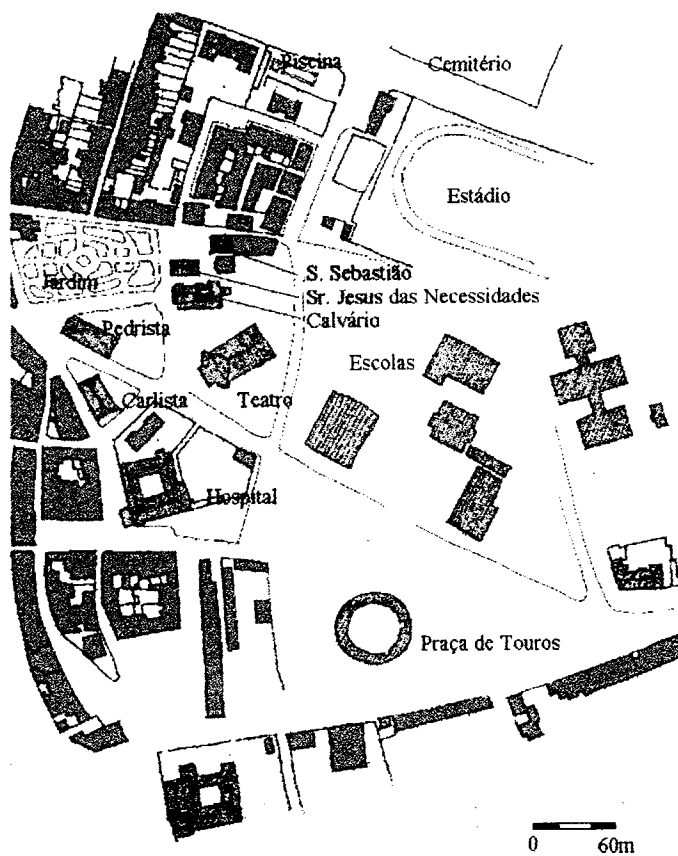 Piscina
Cemitério
Estádio
S. Sebastião
Jardim
Sr. Jesus das Necessidades
Calvário
Pedrista
Escolas
Carlista
Teatro
Hospital
Praça de Touros
0 60m